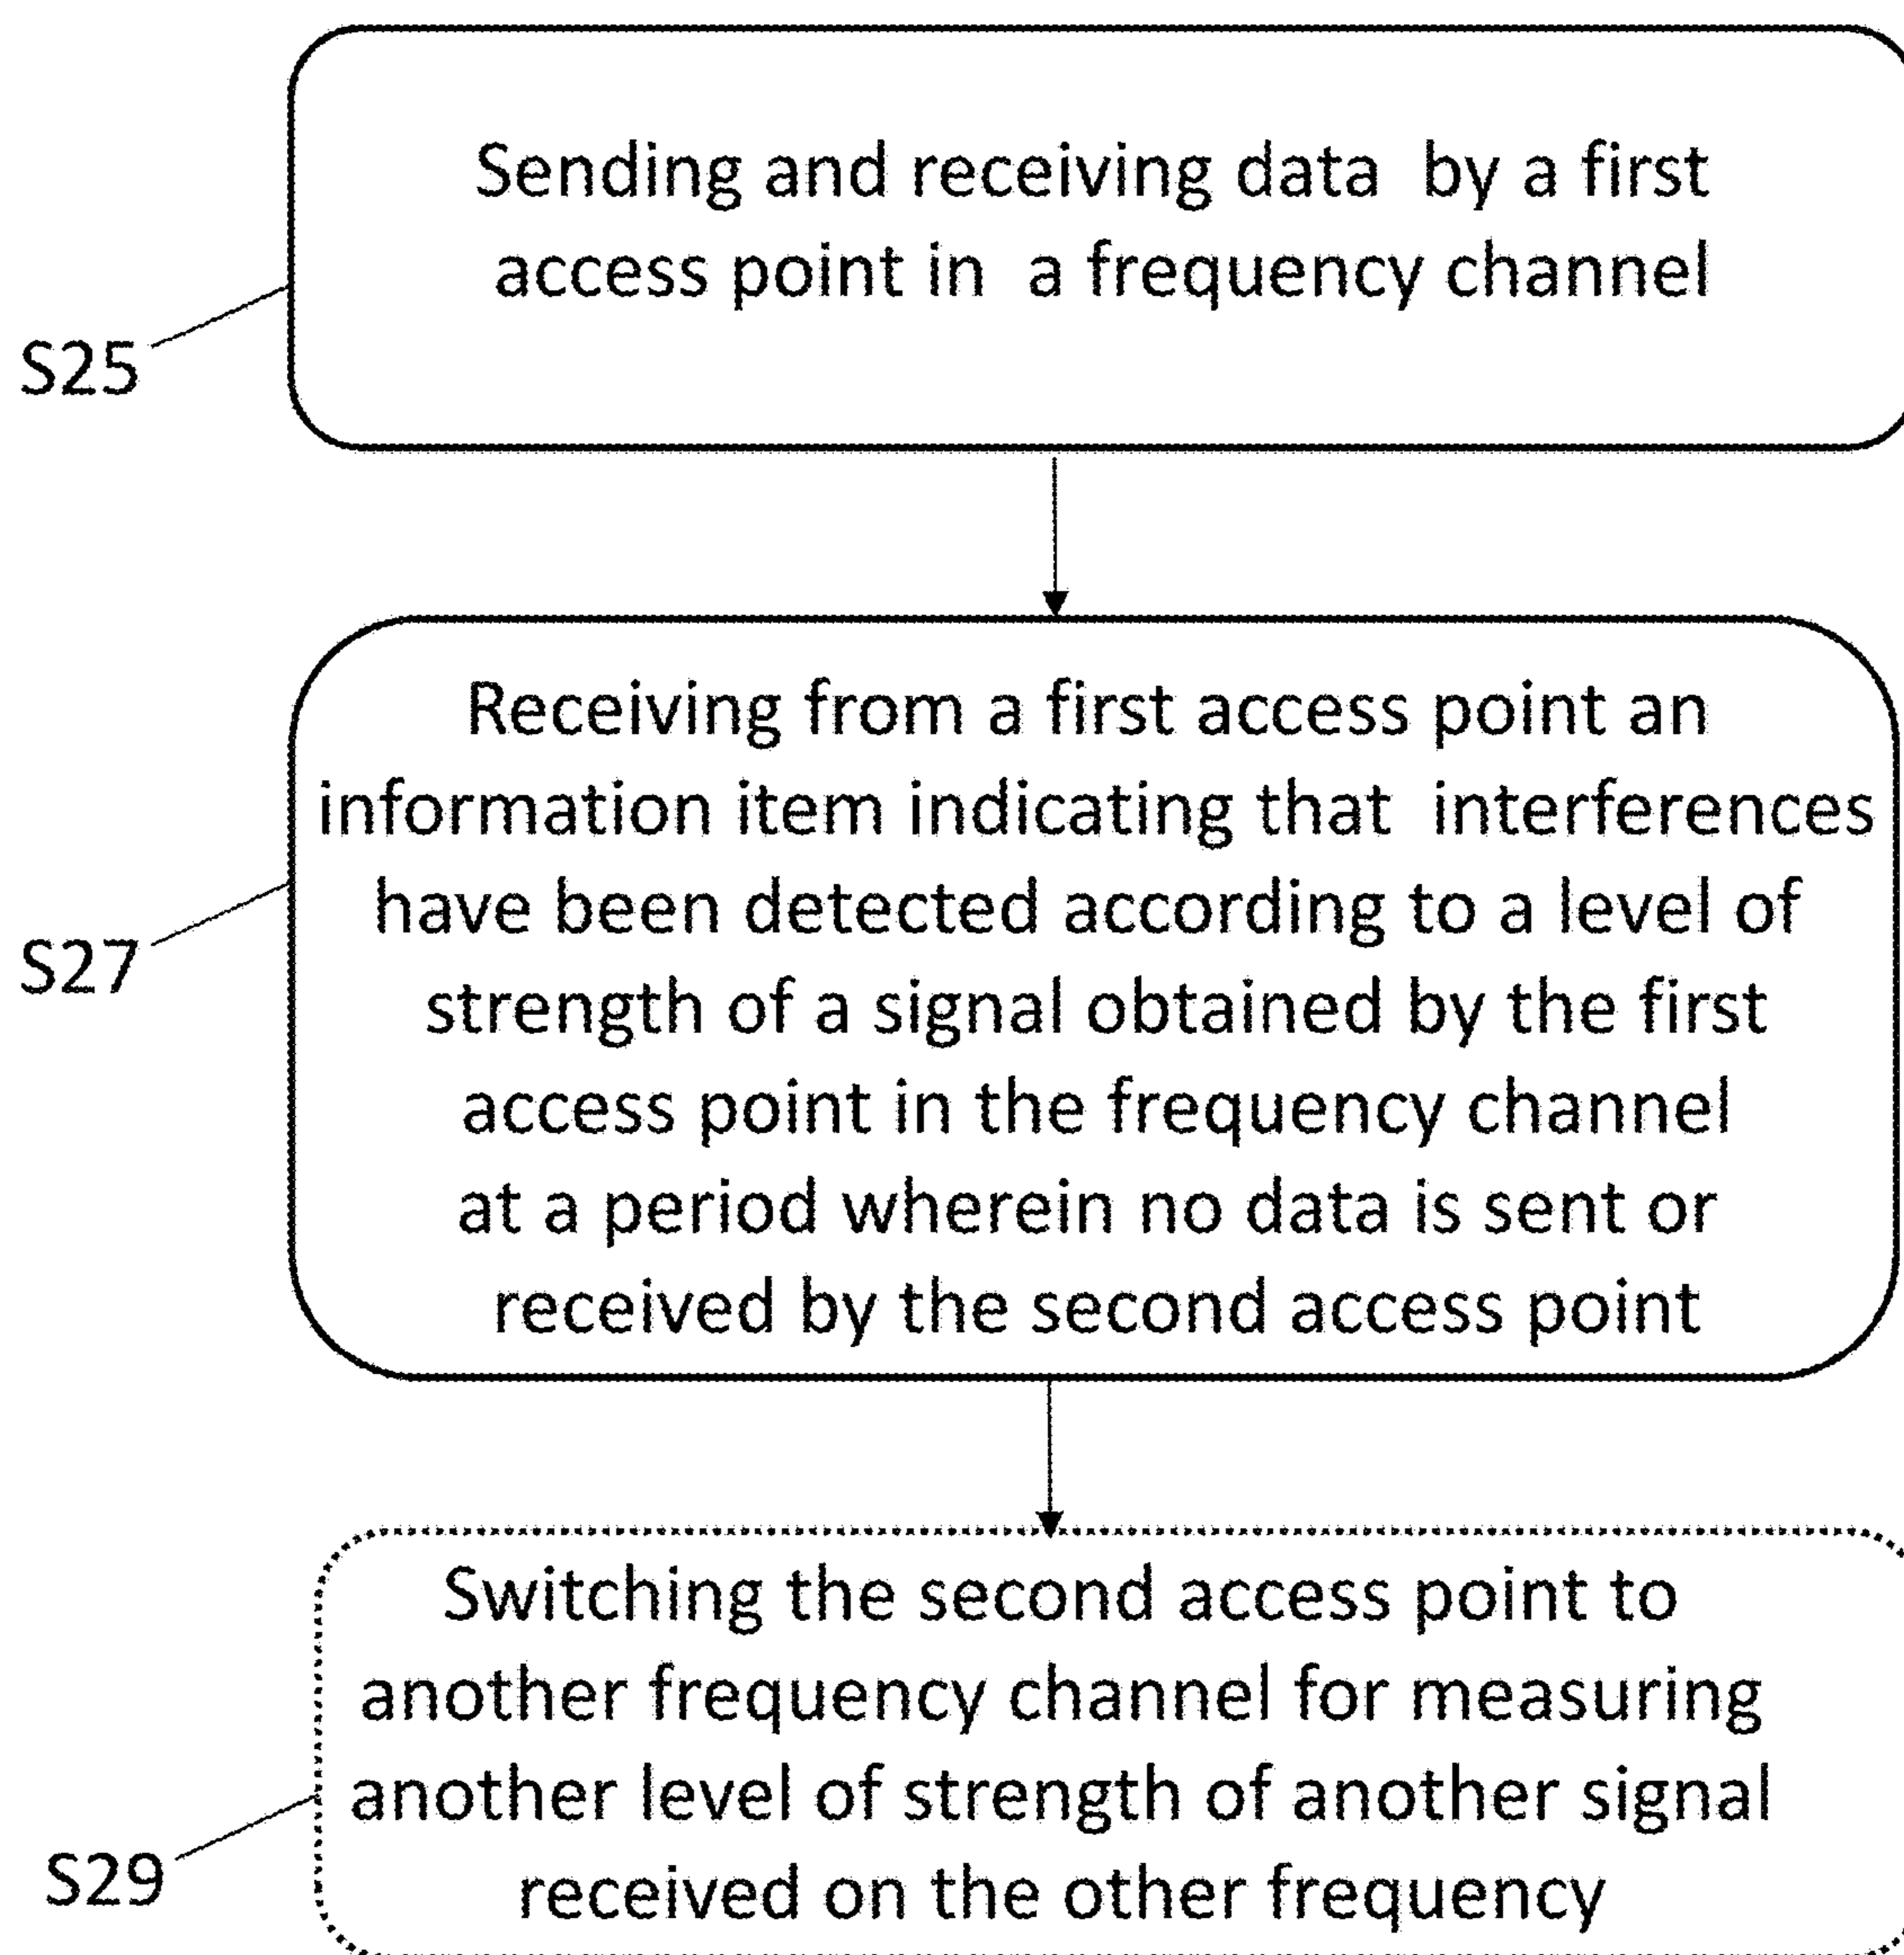 Sending and receiving data by a first
access point in a frequency channel
S25
Receiving from a first access point an
information item indicating that interferences
have been detected according to a level of
strength of a signal obtained by the first
access point in the frequency channel
at a period wherein no data is sent or
received by the second access point
S27
Switching the second access point to
another frequency channel for measuring
another level of strength of another signal
received on the other frequency
S29